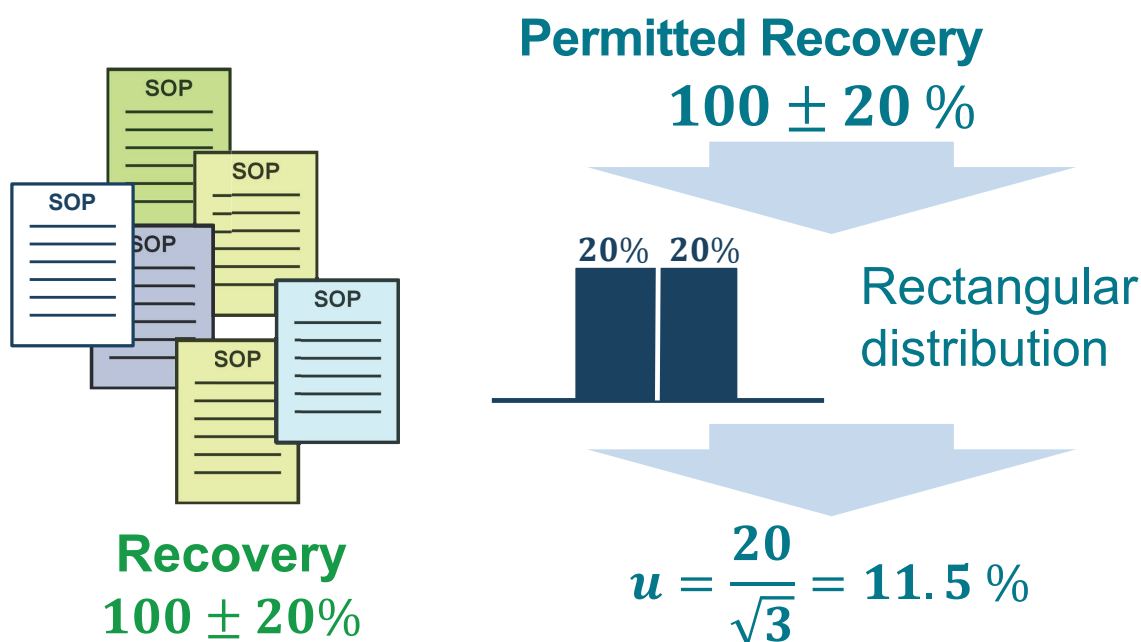 SOP
SOP
SOP
SOP
SOP
SOP
Recovery
100 ± 20%
Permitted Recovery
100 ± 20 %
20% 20%
Rectangular
distribution
u = 20/√3 = 11.5 %